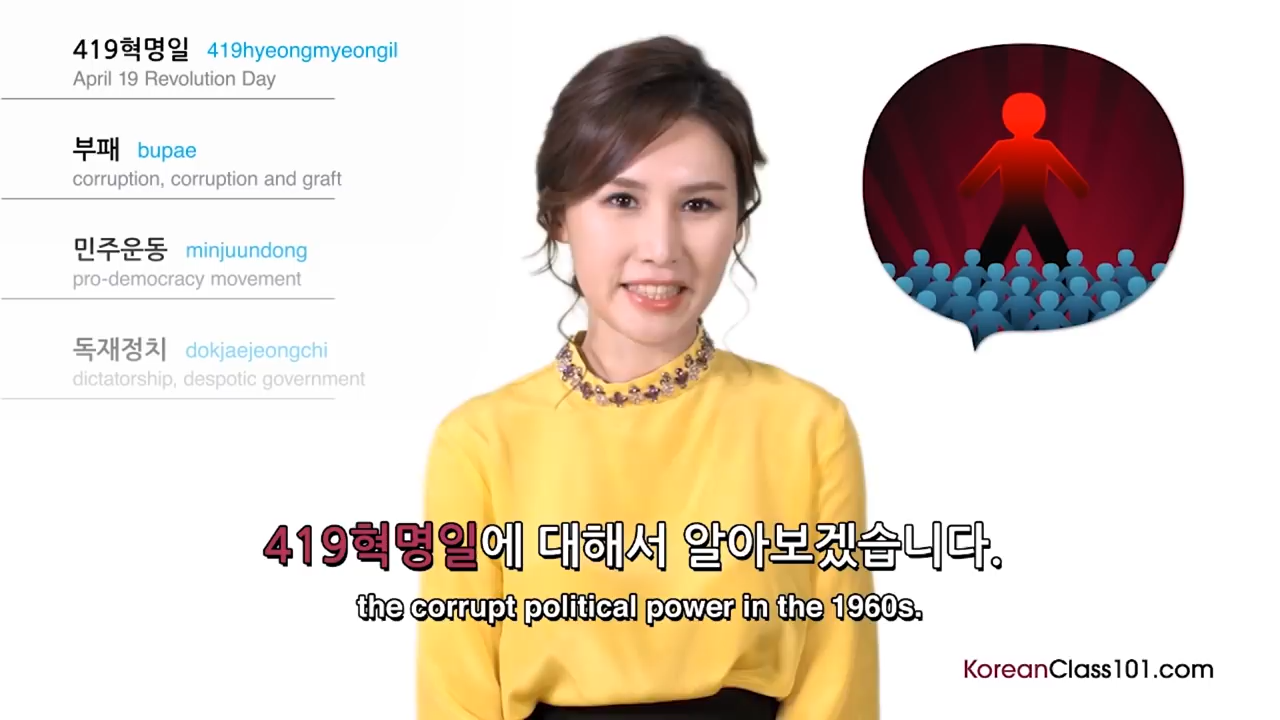 419혁명일 419hyeongmyeongil
April 19 Revolution Day
부패 bupae
corruption, corruption and graft
민주운동 minjuundong
pro-democracy movement
독재정치 dokjaejeongchi
dictatorship, despotic government
419혁명일에 대해서 알아보겠습니다.
the corrupt political power in the 1960s.
KoreanClass101.com